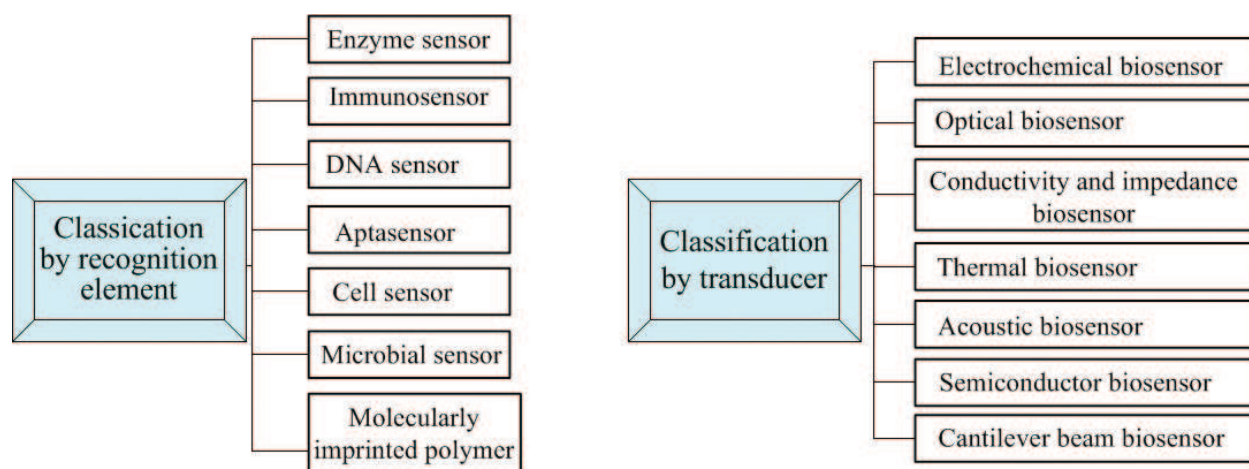 Classication
by recognition
element
Enzyme sensor
Immunosensor
DNA sensor
Aptasensor
Cell sensor
Microbial sensor
Molecularly
imprinted polymer
Classification
by transducer
Electrochemical biosensor
Optical biosensor
Conductivity and impedance
biosensor
Thermal biosensor
Acoustic biosensor
Semiconductor biosensor
Cantilever beam biosensor